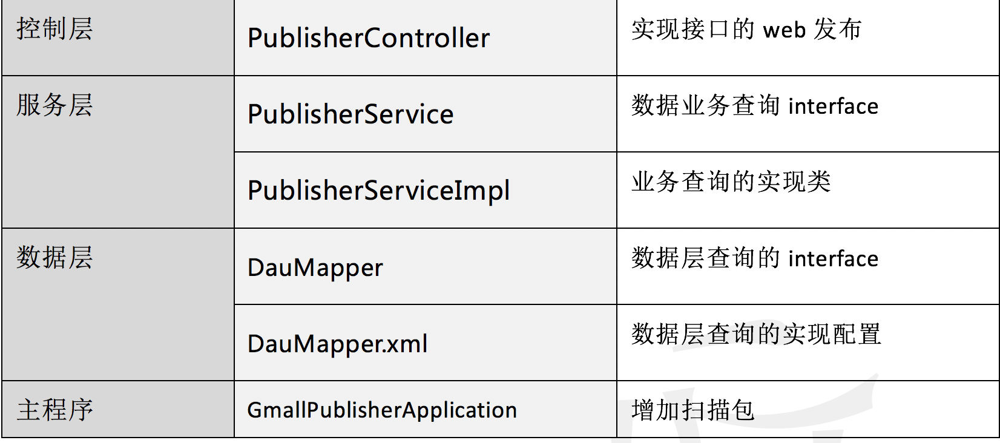 控制层
PublisherController
实现接口的 web 发布
服务层
PublisherService
数据业务查询 interface
PublisherServiceImpl
业务查询的实现类
数据层
DauMapper
数据层查询的 interface
DauMapper.xml
数据层查询的实现配置
主程序
GmallPublisherApplication
增加扫描包